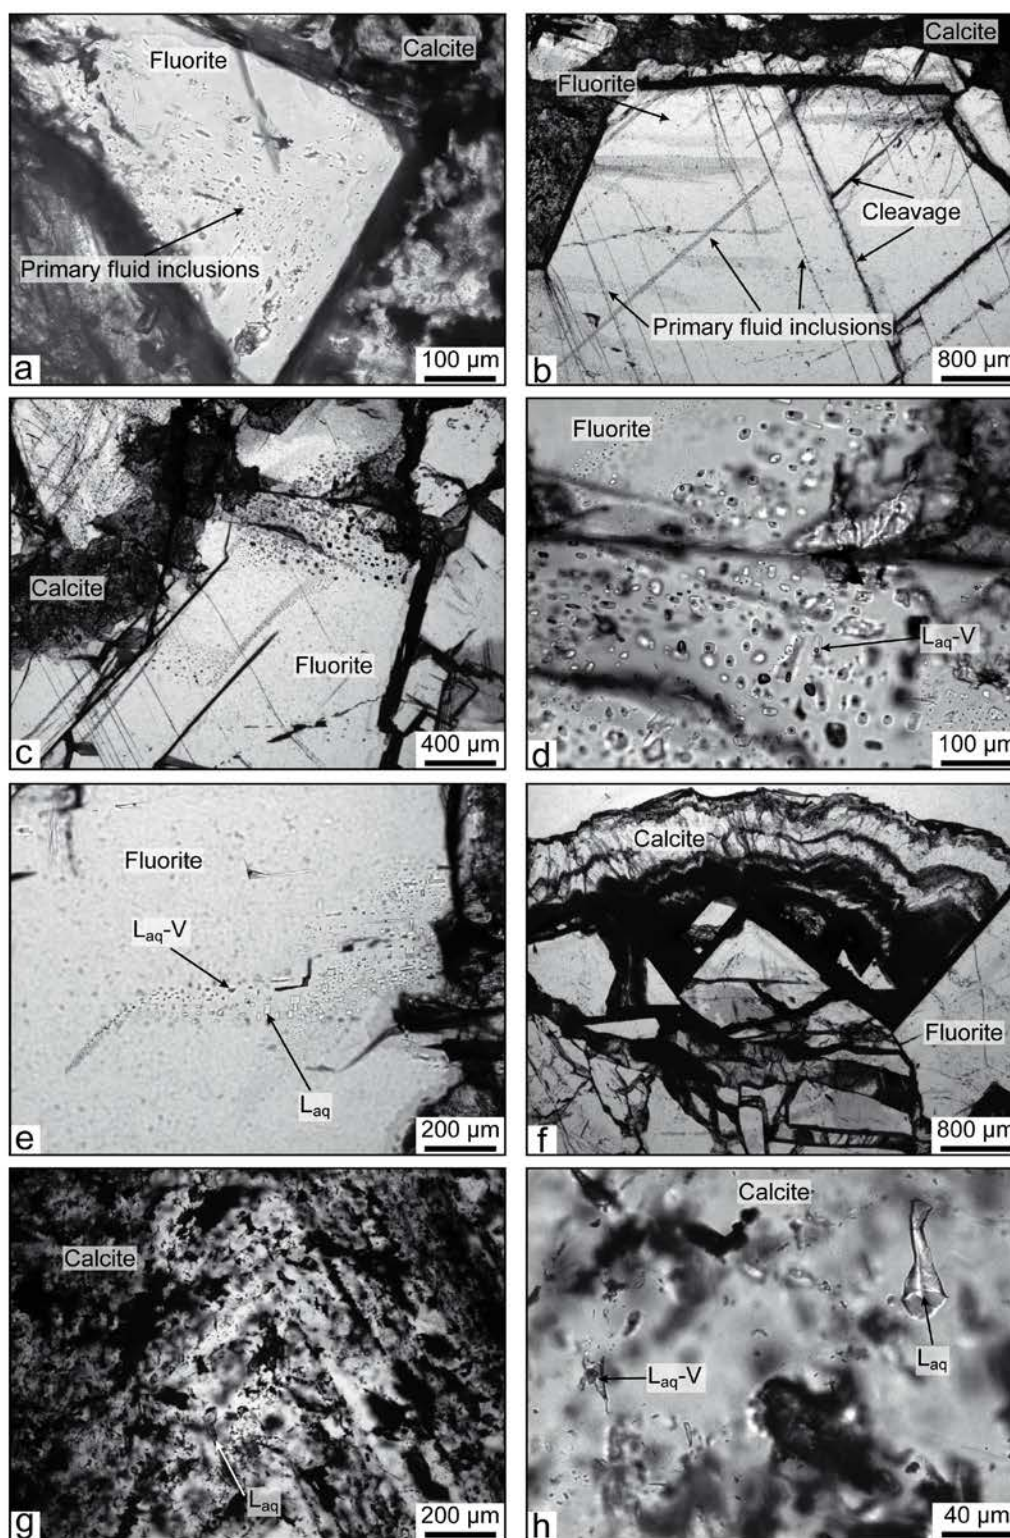 Fluorite
Calcite
Primary fluid inclusions
a
100 µm
Calcite
Fluorite
Cleavage
Primary fluid inclusions
b
800 µm
Calcite
Fluorite
c
400 µm
Fluorite
Laq-V
d
100 µm
Fluorite
Laq-V
Laq
e
200 µm
Calcite
Fluorite
f
800 µm
Calcite
Laq
g
200 µm
Calcite
Laq
Laq-V
h
40 µm